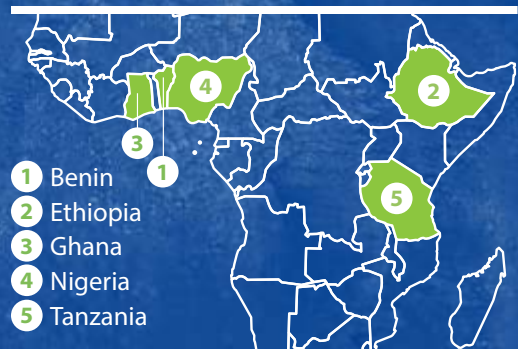 4
2
3
1
5
1 Benin
2 Ethiopia
3 Ghana
4 Nigeria
5 Tanzania